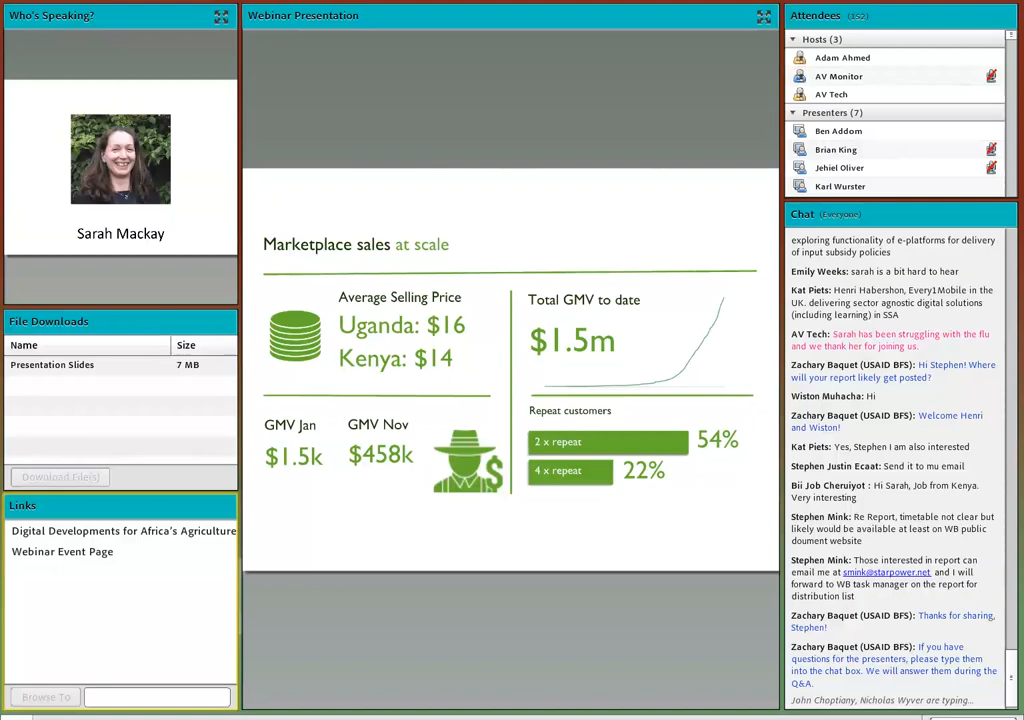 Who's Speaking?
Sarah Mackay
File Downloads
Name Size
Presentation Slides 7 MB
Download File(s)
Links
Digital Developments for Africa's Agriculture
Webinar Event Page
Browse To
Webinar Presentation
Marketplace sales at scale
Average Selling Price
Uganda: $16
Kenya: $14
Total GMV to date
$1.5m
GMV Jan
$1.5k
GMV Nov
$458k
$
Repeat customers
2 x repeat 54%
4 x repeat 22%
Attendees (152)
Hosts (3)
Adam Ahmed
AV Monitor
AV Tech
Presenters (7)
Ben Addom
Brian King
Jehiel Oliver
Karl Wurster
Chat (Everyone)
exploring functionality of e-platforms for delivery
of input subsidy policies
Emily Weeks: sarah is a bit hard to hear
Kat Piets: Henri Habershon, Every1Mobile in the
UK. delivering sector agnostic digital solutions
(including learning) in SSA
AV Tech: Sarah has been struggling with the flu
and we thank her for joining us.
Zachary Baquet (USAID BFS): Hi Stephen! Where
will your report likely get posted?
Wiston Muhacha: Hi
Zachary Baquet (USAID BFS): Welcome Henri
and Wiston!
Kat Piets: Yes, Stephen I am also interested
Stephen Justin Ecaat: Send it to mu email
Bii Job Cheruiyot : Hi Sarah, Job from Kenya.
Very interesting
Stephen Mink: Re Report, timetable not clear but
likely would be available at least on WB public
doument website
Stephen Mink: Those interested in report can
email me at smink@starpower.net and I will
forward to WB task manager on the report for
distribution list
Zachary Baquet (USAID BFS): Thanks for sharing,
Stephen!
Zachary Baquet (USAID BFS): If you have
questions for the presenters, please type them
into the chat box. We will answer them during the
Q&A.
John Choptiany, Nicholas Wyver are typing...